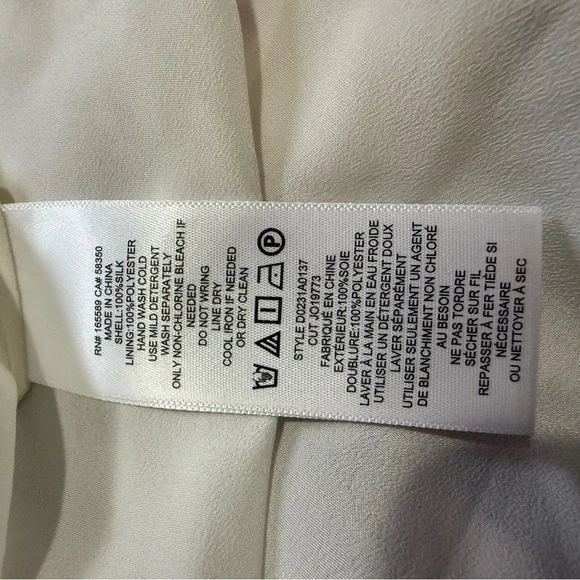 RN# 165589 CA# 58350
MADE IN CHINA
SHELL:100%SILK
LINING:100%POLYESTER
HAND WASH COLD
USE MILD DETERGENT
WASH SEPARATELY
ONLY NON-CHLORINE BLEACH IF
NEEDED
DO NOT WRING
LINE DRY
COOL IRON IF NEEDED
OR DRY CLEAN
P
STYLE D0231A0137
CUT JO19773
FABRIQUÉ EN CHINE
EXTÉRIEUR:100%SOIE
DOUBLURE:100%POLYESTER
LAVER À LA MAIN EN EAU FROIDE
UTILISER UN DÉTERGENT DOUX
LAVER SÉPARÉMENT
UTILISER SEULEMENT UN AGENT
DE BLANCHIMENT NON CHLORÉ
AU BESOIN
NE PAS TORDRE
SÉCHER SUR FIL
REPASSER À FER TIÈDE SI
NÉCESSAIRE
OU NETTOYER À SEC